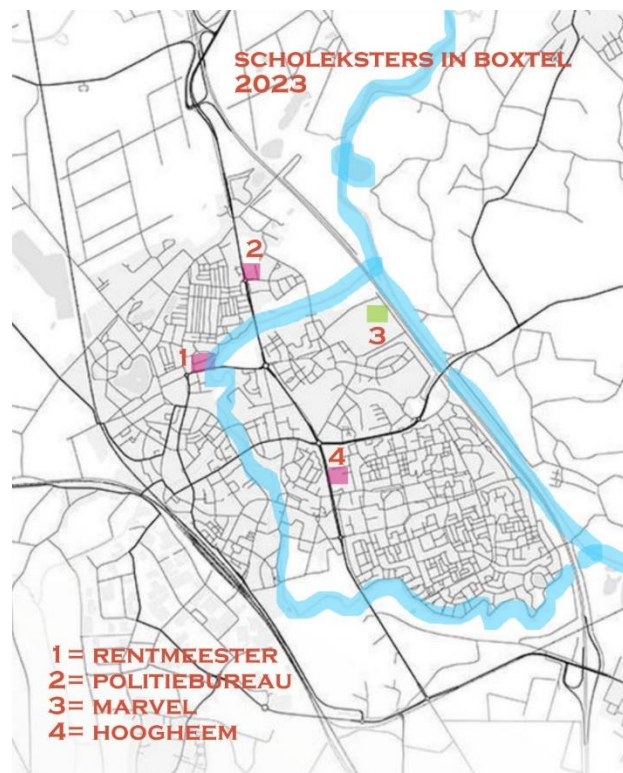 SCHOLEKSTERS IN BOXTEL
2023
2
3
1
4
1= RENTMEESTER
2= POLITIEBUREAU
3= MARVEL
4= HOOGHEEM